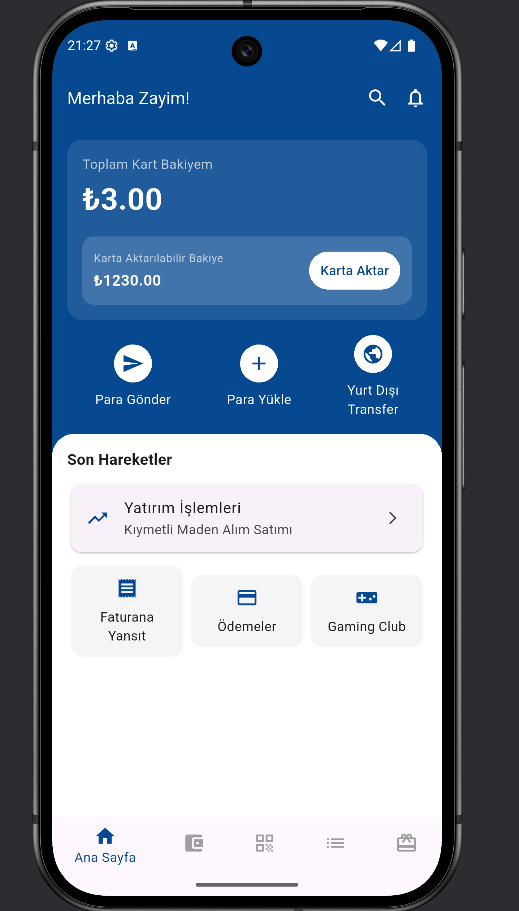 21:27
Merhaba Zayim!
Toplam Kart Bakiyem
₺3.00
Karta Aktarılabilir Bakiye
₺1230.00
Karta Aktar
Para Gönder
Para Yükle
Yurt Dışı
Transfer
Son Hareketler
Yatırım İşlemleri
Kıymetli Maden Alım Satımı
Faturana
Yansıt
Ödemeler
Gaming Club
Ana Sayfa